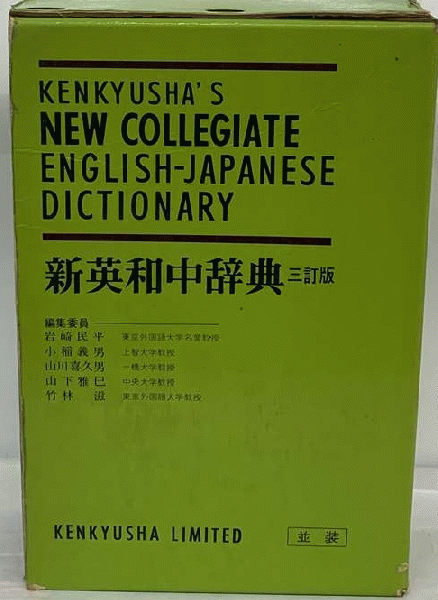 KENKYUSHA'S
NEW COLLEGIATE
ENGLISH-JAPANESE
DICTIONARY
新英和中辞典 三訂版
編集委員
岩崎民平 東京外国語大学名誉教授
小稲義男 上智大学教授
山川喜久男 一橋大学教授
山下雅巳 中央大学教授
竹林 滋 東京外国語大学教授
KENKYUSHA LIMITED 並装